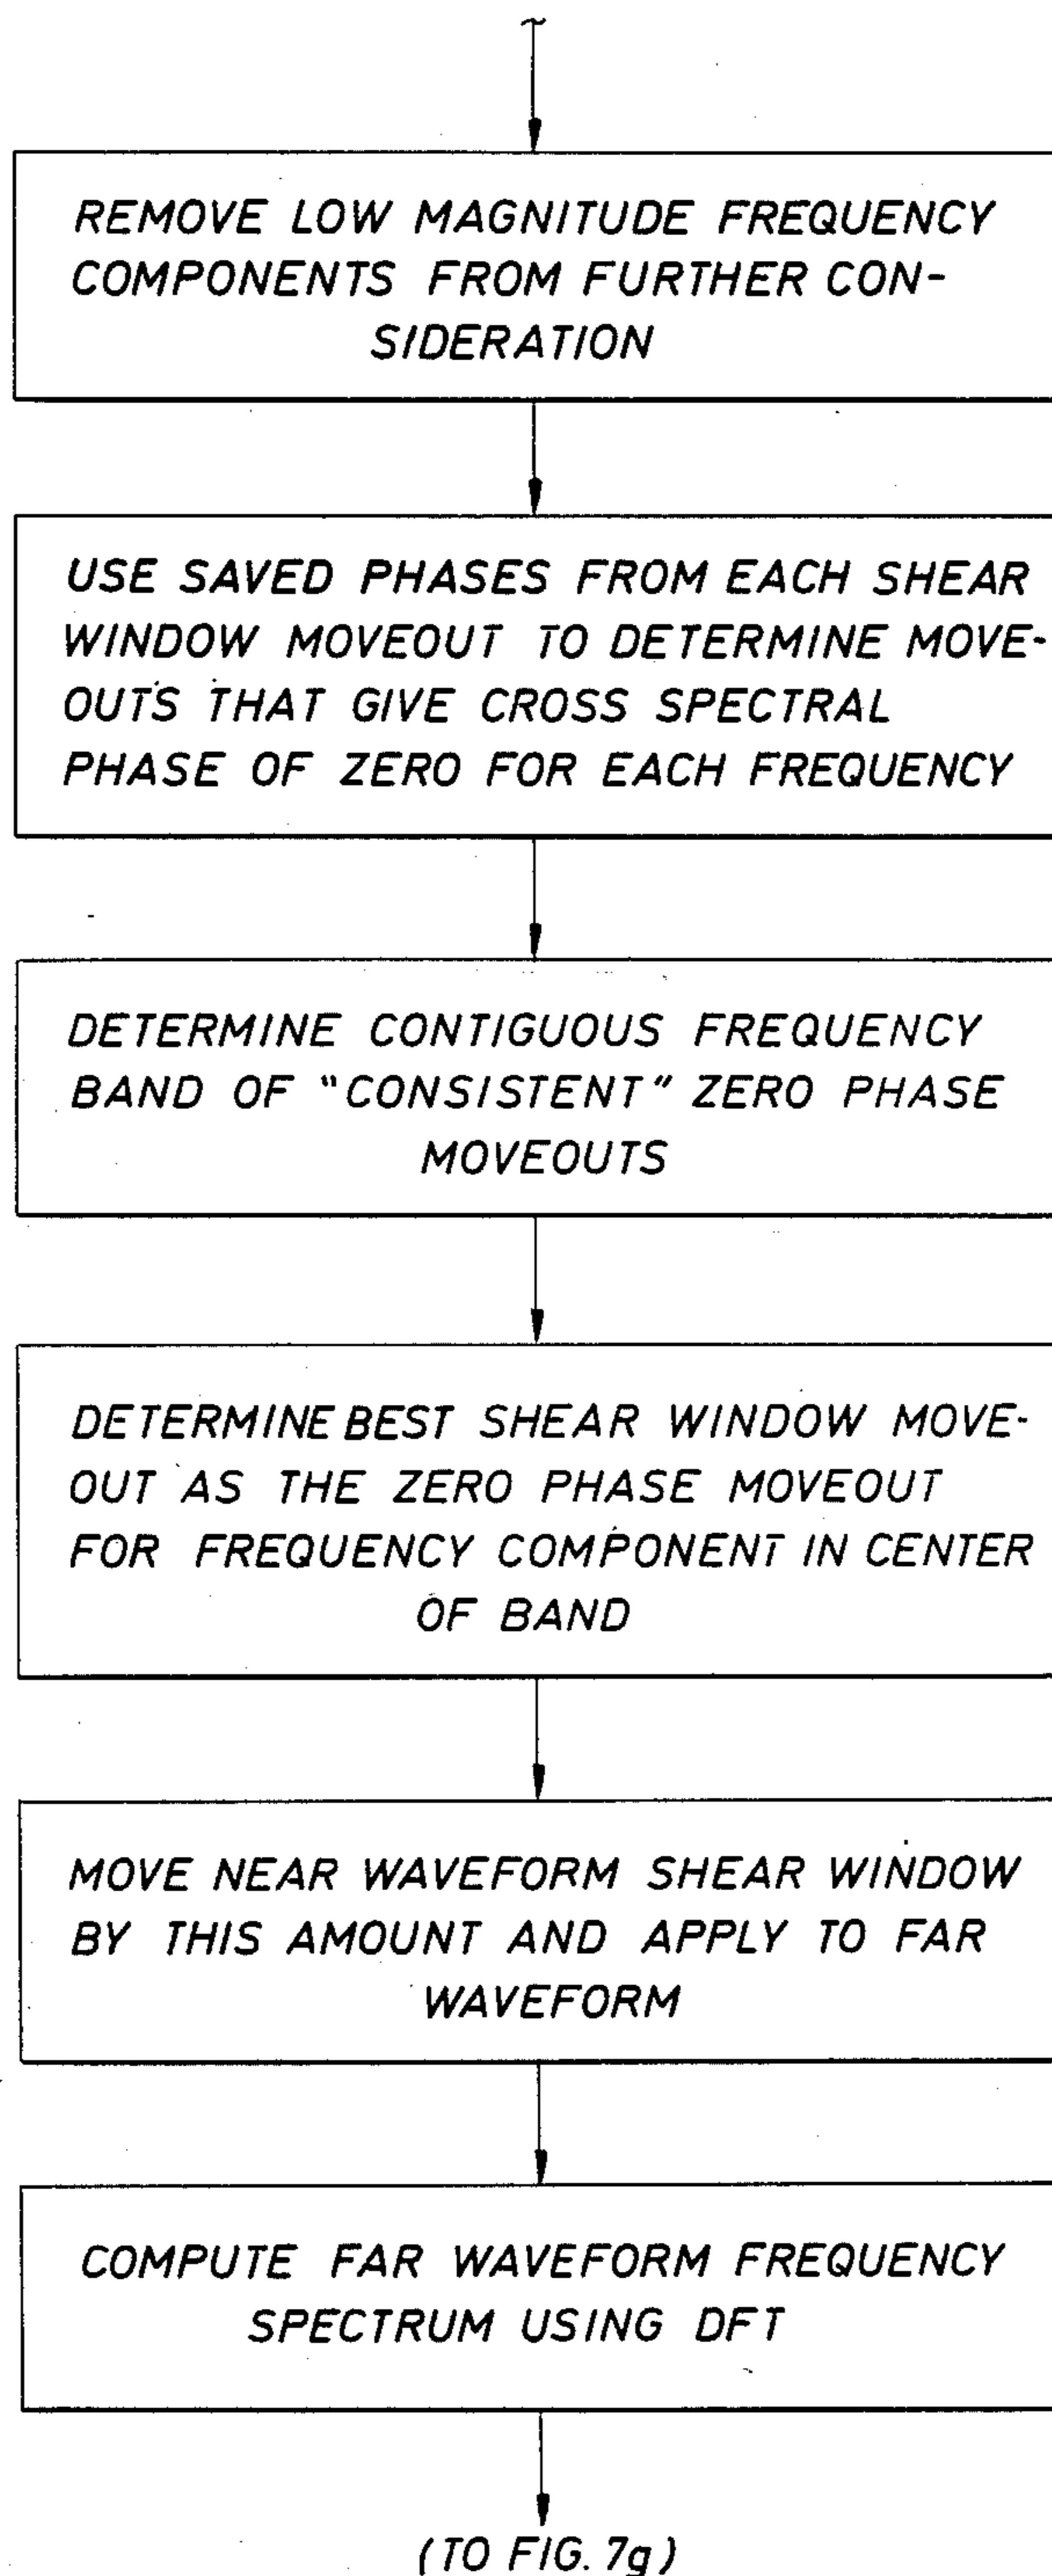 REMOVE LOW MAGNITUDE FREQUENCY
COMPONENTS FROM FURTHER CON-
SIDERATION
USE SAVED PHASES FROM EACH SHEAR
WINDOW MOVEOUT TO DETERMINE MOVE-
OUTS THAT GIVE CROSS SPECTRAL
PHASE OF ZERO FOR EACH FREQUENCY
DETERMINE CONTIGUOUS FREQUENCY
BAND OF "CONSISTENT" ZERO PHASE
MOVEOUTS
DETERMINE BEST SHEAR WINDOW MOVE-
OUT AS THE ZERO PHASE MOVEOUT
FOR FREQUENCY COMPONENT IN CENTER
OF BAND
MOVE NEAR WAVEFORM SHEAR WINDOW
BY THIS AMOUNT AND APPLY TO FAR
WAVEFORM
COMPUTE FAR WAVEFORM FREQUENCY
SPECTRUM USING DFT
(TO FIG. 7g)